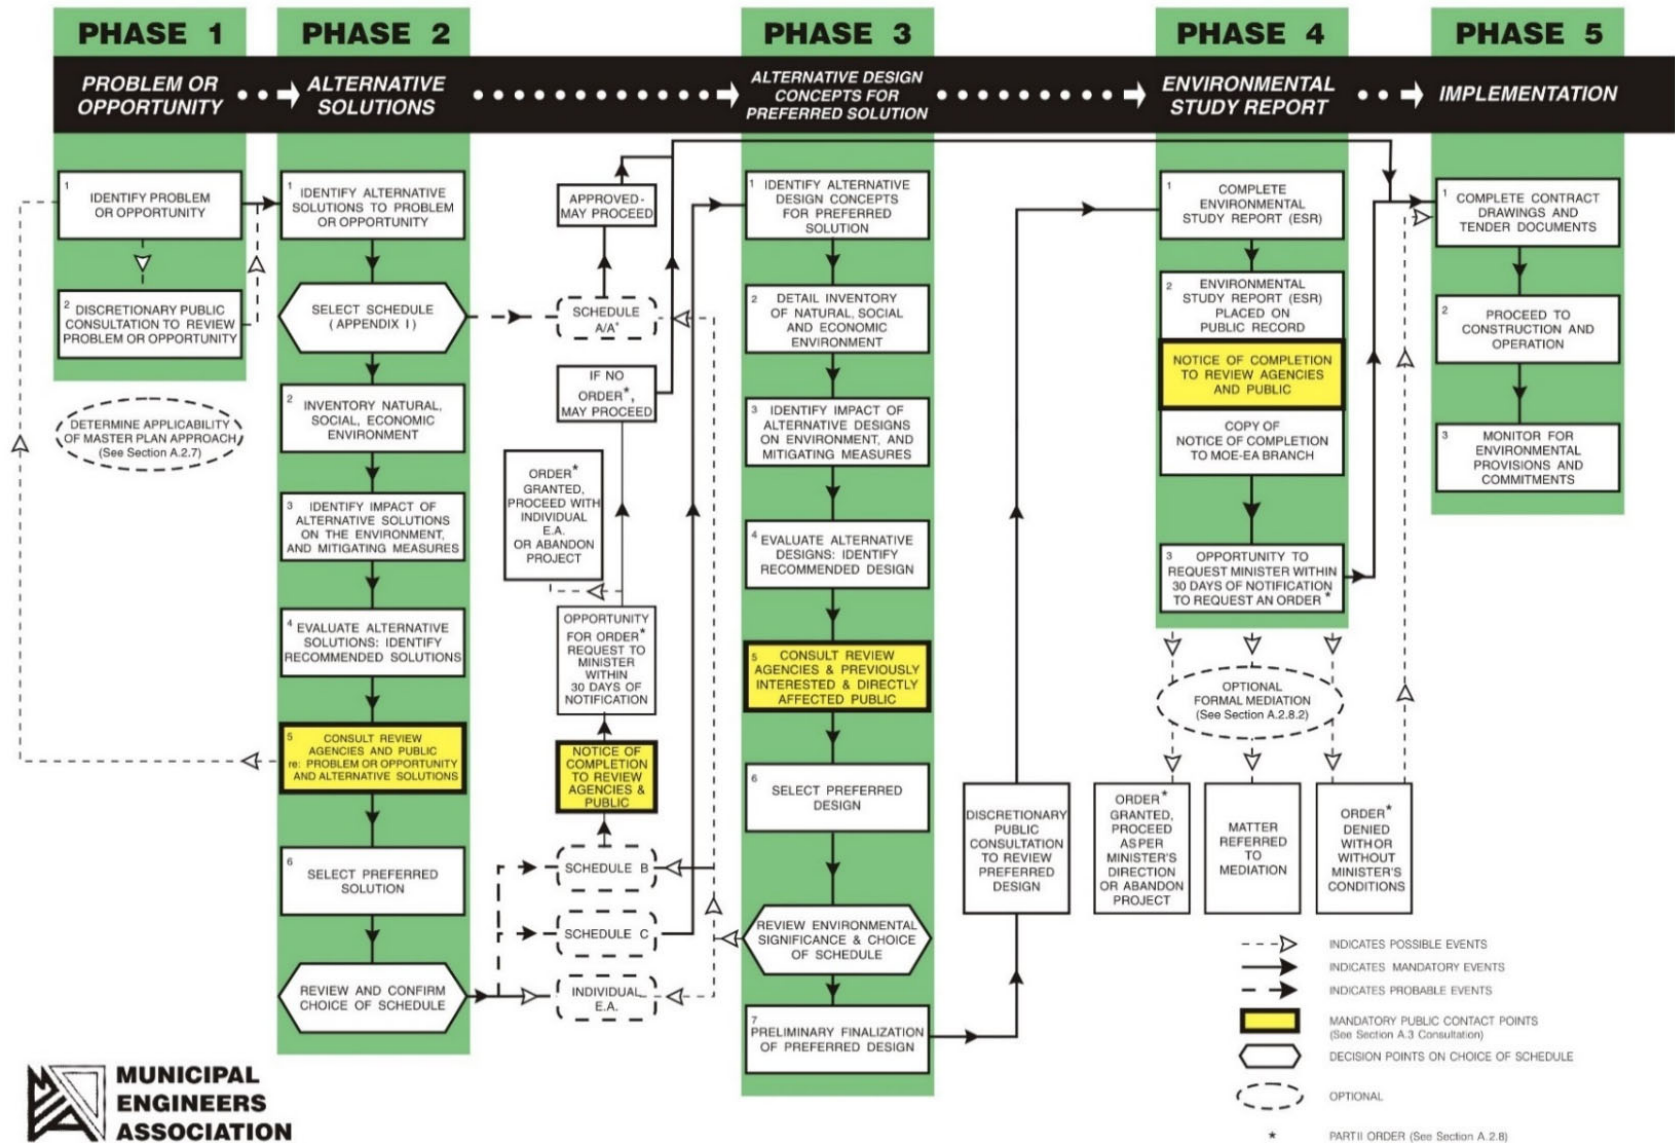 PHASE 1
PROBLEM OR
OPPORTUNITY
1
IDENTIFY PROBLEM
OR OPPORTUNITY
2
DISCRETIONARY PUBLIC
CONSULTATION TO REVIEW
PROBLEM OR OPPORTUNITY
DETERMINE APPLICABILITY
OF MASTER PLAN APPROACH
(See Section A.2.7)
PHASE 2
ALTERNATIVE
SOLUTIONS
1
IDENTIFY ALTERNATIVE
SOLUTIONS TO PROBLEM
OR OPPORTUNITY
SELECT SCHEDULE
(APPENDIX I)
2
INVENTORY NATURAL,
SOCIAL, ECONOMIC
ENVIRONMENT
3
IDENTIFY IMPACT OF
ALTERNATIVE SOLUTIONS
ON THE ENVIRONMENT,
AND MITIGATING MEASURES
4
EVALUATE ALTERNATIVE
SOLUTIONS: IDENTIFY
RECOMMENDED SOLUTIONS
5
CONSULT REVIEW
AGENCIES AND PUBLIC
re: PROBLEM OR OPPORTUNITY
AND ALTERNATIVE SOLUTIONS
6
SELECT PREFERRED
SOLUTION
REVIEW AND CONFIRM
CHOICE OF SCHEDULE
APPROVED-
MAY PROCEED
SCHEDULE
A/A+
IF NO
ORDER*,
MAY PROCEED
ORDER*
GRANTED,
PROCEED WITH
INDIVIDUAL
E.A.
OR ABANDON
PROJECT
OPPORTUNITY
FOR ORDER*
REQUEST TO
MINISTER
WITHIN
30 DAYS OF
NOTIFICATION
NOTICE OF
COMPLETION
TO REVIEW
AGENCIES &
PUBLIC
SCHEDULE B
SCHEDULE C
INDIVIDUAL
E.A.
PHASE 3
ALTERNATIVE DESIGN
CONCEPTS FOR
PREFERRED SOLUTION
1
IDENTIFY ALTERNATIVE
DESIGN CONCEPTS
FOR PREFERRED
SOLUTION
2
DETAIL INVENTORY
OF NATURAL, SOCIAL
AND ECONOMIC
ENVIRONMENT
3
IDENTIFY IMPACT OF
ALTERNATIVE DESIGNS
ON ENVIRONMENT, AND
MITIGATING MEASURES
4
EVALUATE ALTERNATIVE
DESIGNS: IDENTIFY
RECOMMENDED DESIGN
5
CONSULT REVIEW
AGENCIES & PREVIOUSLY
INTERESTED & DIRECTLY
AFFECTED PUBLIC
6
SELECT PREFERRED
DESIGN
REVIEW ENVIRONMENTAL
SIGNIFICANCE & CHOICE
OF SCHEDULE
7
PRELIMINARY FINALIZATION
OF PREFERRED DESIGN
DISCRETIONARY
PUBLIC
CONSULTATION
TO REVIEW
PREFERRED
DESIGN
PHASE 4
ENVIRONMENTAL
STUDY REPORT
1
COMPLETE
ENVIRONMENTAL
STUDY REPORT (ESR)
2
ENVIRONMENTAL
STUDY REPORT (ESR)
PLACED ON
PUBLIC RECORD
NOTICE OF COMPLETION
TO REVIEW AGENCIES
AND PUBLIC
COPY OF
NOTICE OF COMPLETION
TO MOE-EA BRANCH
3
OPPORTUNITY TO
REQUEST MINISTER WITHIN
30 DAYS OF NOTIFICATION
TO REQUEST AN ORDER*
OPTIONAL
FORMAL MEDIATION
(See Section A.2.8.2)
ORDER*
GRANTED,
PROCEED
AS PER
MINISTER'S
DIRECTION
OR ABANDON
PROJECT
MATTER
REFERRED
TO
MEDIATION
ORDER*
DENIED
WITH OR
WITHOUT
MINISTER'S
CONDITIONS
PHASE 5
IMPLEMENTATION
1
COMPLETE CONTRACT
DRAWINGS AND
TENDER DOCUMENTS
2
PROCEED TO
CONSTRUCTION AND
OPERATION
3
MONITOR FOR
ENVIRONMENTAL
PROVISIONS AND
COMMITMENTS
INDICATES POSSIBLE EVENTS
INDICATES MANDATORY EVENTS
INDICATES PROBABLE EVENTS
MANDATORY PUBLIC CONTACT POINTS
(See Section A.3 Consultation)
DECISION POINTS ON CHOICE OF SCHEDULE
OPTIONAL
* PART II ORDER (See Section A.2.8)
MUNICIPAL
ENGINEERS
ASSOCIATION